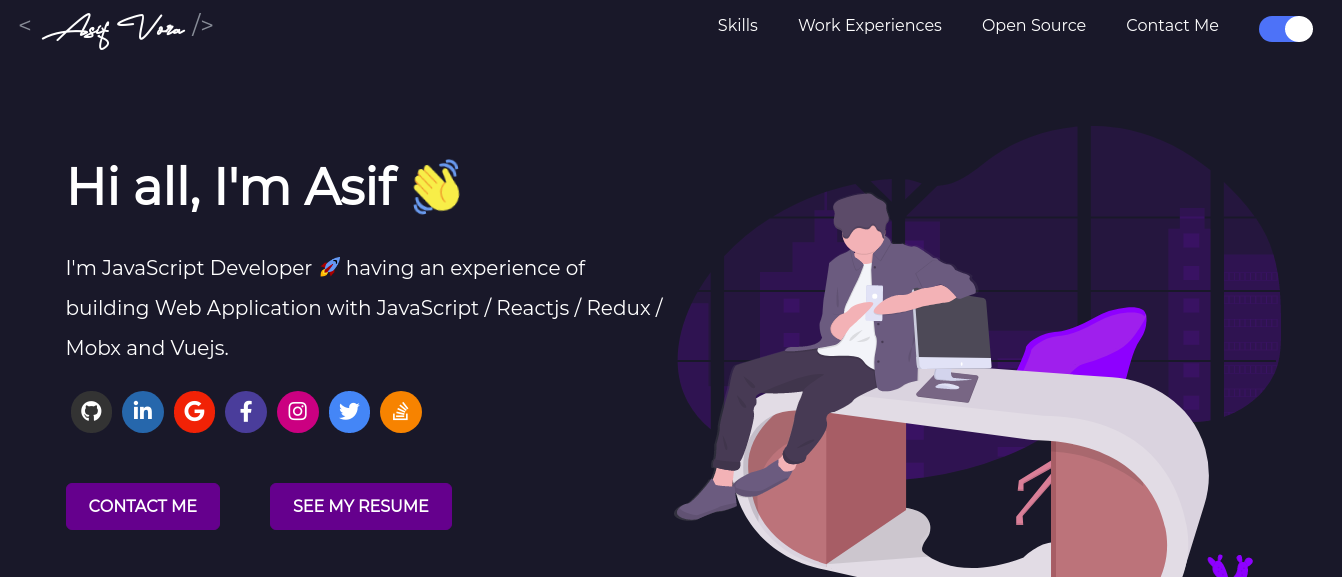 < Asif Vora />
Skills
Work Experiences
Open Source
Contact Me
Hi all, I'm Asif 👋
I'm JavaScript Developer 🚀 having an experience of
building Web Application with JavaScript / Reactjs / Redux /
Mobx and Vuejs.
CONTACT ME
SEE MY RESUME